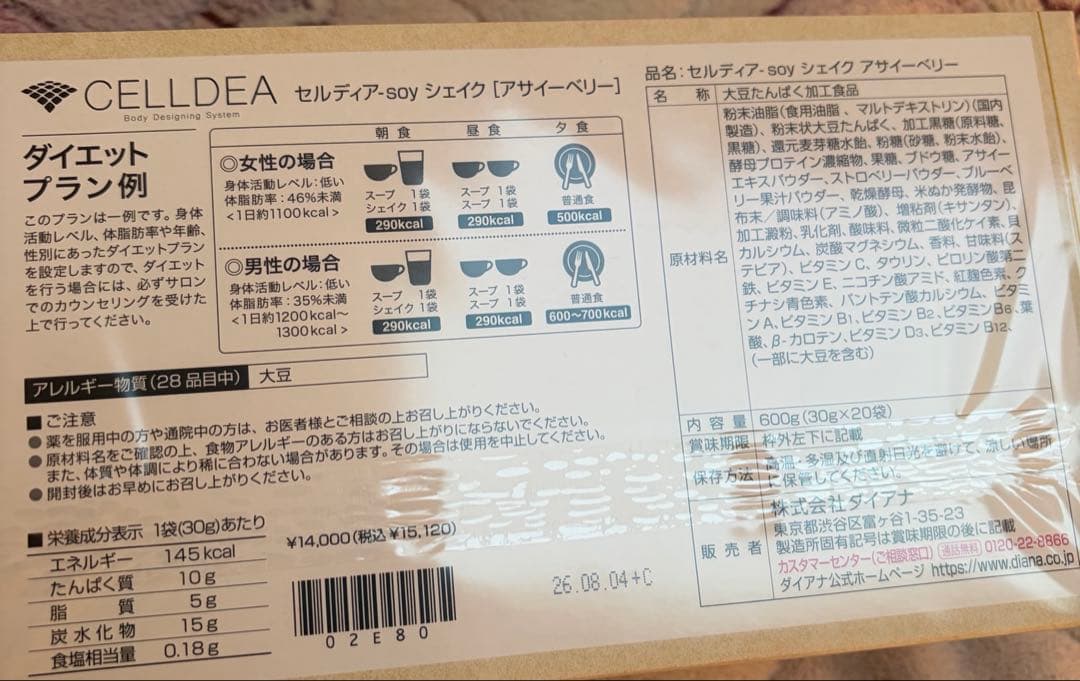 CELLDEA
Body Designing System
セルディア-soy シェイク [アサイーベリー]
ダイエット
プラン例
このプランは一例です。身体
活動レベル、体脂肪率や年齢、
性別にあったダイエットプラン
を設定しますので、ダイエット
を行う場合には、必ずサロン
でのカウンセリングを受けた
上で行ってください。
朝食 昼食 夕食
◎女性の場合
身体活動レベル:低い
体脂肪率:46%未満
<1日約1100kcal>
スープ 1袋
シェイク 1袋
290kcal
スープ 1袋
スープ 1袋
290kcal
普通食
500kcal
◎男性の場合
身体活動レベル:低い
体脂肪率:35%未満
<1日約1200kcal〜
1300kcal>
スープ 1袋
シェイク 1袋
290kcal
スープ 1袋
スープ 1袋
290kcal
普通食
600〜700kcal
アレルギー物質(28品目中) 大豆
■ご注意
●薬を服用中の方や通院中の方は、お医者様とご相談の上お召し上がりください。
●原材料名をご確認の上、食物アレルギーのある方はお召し上がりにならないでください。
また、体質や体調により稀に合わない場合があります。その場合は使用を中止してください。
●開封後はお早めにお召し上がりください。
■栄養成分表示 1袋(30g)あたり
エネルギー 145kcal
たんぱく質 10g
脂質 5g
炭水化物 15g
食塩相当量 0.18g
¥14,000(税込¥15,120)
02E80
26.08.04+C
品名:セルディア-soy シェイク アサイーベリー
名称 大豆たんぱく加工食品
原材料名
粉末油脂(食用油脂、マルトデキストリン)(国内
製造)、粉末状大豆たんぱく、加工黒糖(原料糖、
黒糖)、還元麦芽糖水飴、粉糖(砂糖、粉末水飴)、
酵母プロテイン濃縮物、果糖、ブドウ糖、アサイー
エキスパウダー、ストロベリーパウダー、ブルーベ
リー果汁パウダー、乾燥酵母、米ぬか発酵物、昆
布末/調味料(アミノ酸)、増粘剤(キサンタン)、
加工澱粉、乳化剤、酸味料、微粒二酸化ケイ素、貝
カルシウム、炭酸マグネシウム、香料、甘味料(ス
テビア)、ビタミンC、タウリン、ピロリン酸第二
鉄、ビタミンE、ニコチン酸アミド、紅麹色素、ク
チナシ青色素、パントテン酸カルシウム、ビタミ
ンA、ビタミンB1、ビタミンB2、ビタミンB6、葉
酸、β-カロテン、ビタミンD3、ビタミンB12、
(一部に大豆を含む)
内容量 600g(30g×20袋)
賞味期限 枠外左下に記載
保存方法 高温、多湿及び直射日光を避けて、涼しい場所
に保管してください。
販売者
株式会社ダイアナ
東京都渋谷区富ヶ谷1-35-23
製造所固有記号は賞味期限の後に記載
カスタマーセンター(ご相談窓口) 通話無料 0120-22-8866
ダイアナ公式ホームページ https://www.diana.co.jp